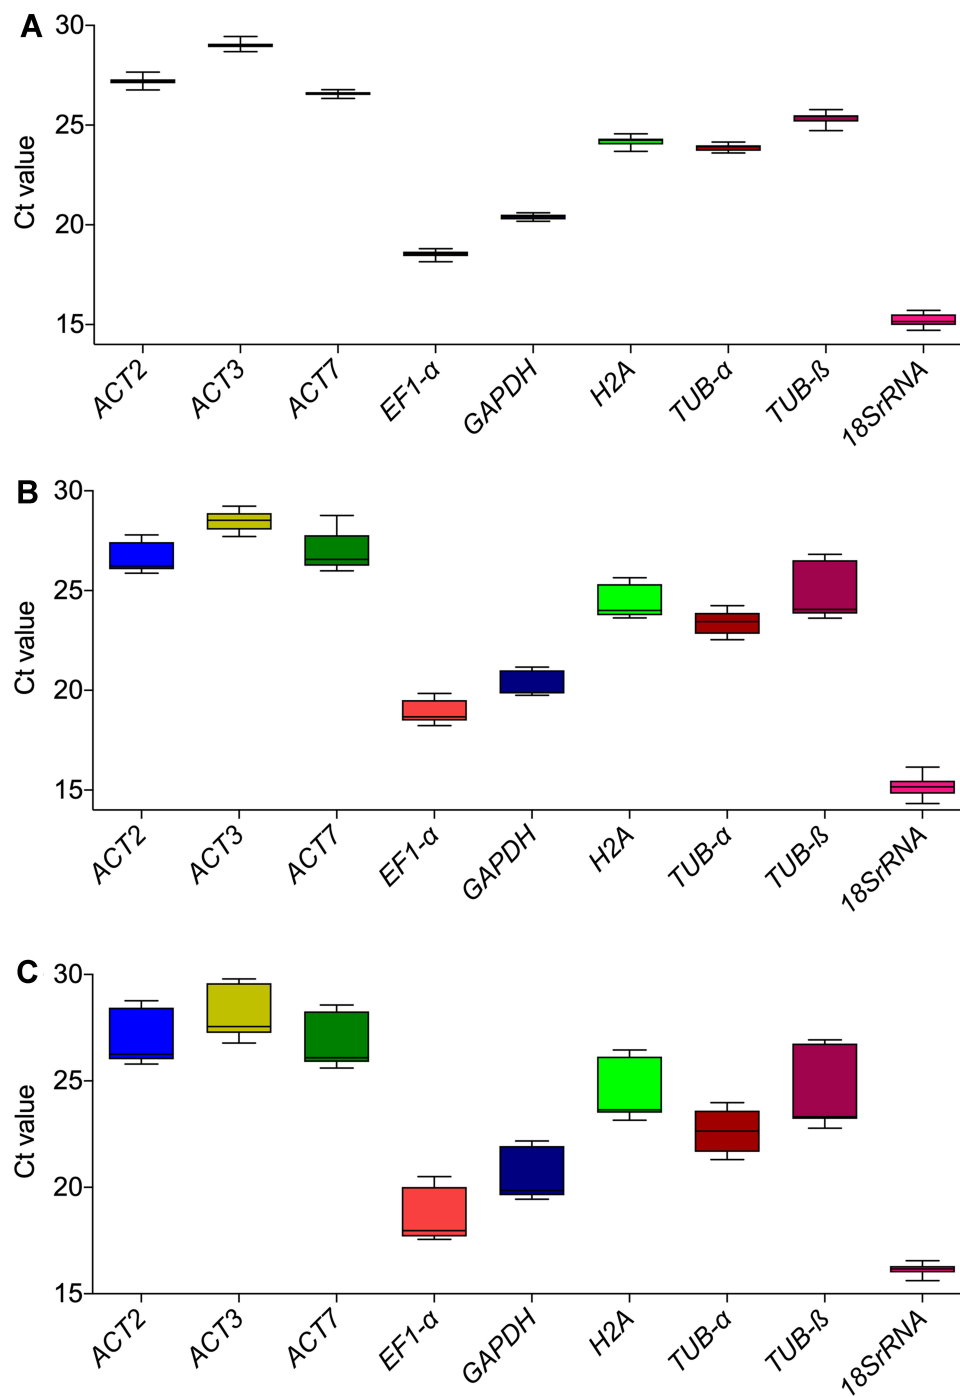 A
Ct value
30
25
20
15
ACT2 ACT3 ACT7 EF1-α GAPDH H2A TUB-α TUB-ß 18SrRNA
B
Ct value
30
25
20
15
ACT2 ACT3 ACT7 EF1-α GAPDH H2A TUB-α TUB-ß 18SrRNA
C
Ct value
30
25
20
15
ACT2 ACT3 ACT7 EF1-α GAPDH H2A TUB-α TUB-ß 18SrRNA